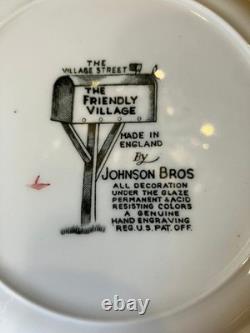 THE
VILLAGE STREET
THE
FRIENDLY
VILLAGE
MADE IN
ENGLAND
By
JOHNSON BROS
ALL DECORATION
UNDER THE GLAZE
PERMANENT & ACID
RESISTING COLORS
A GENUINE
HAND ENGRAVING
REG. U.S. PAT. OFF.